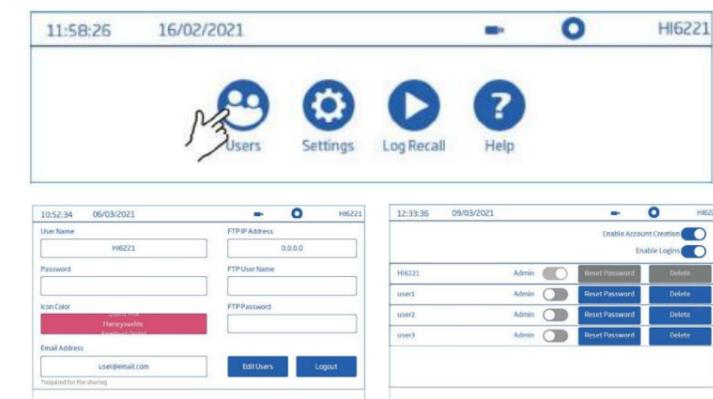 11:58:26 16/02/2021 HI6221
Users Settings Log Recall Help
10:52:34 06/03/2021 HI6221
User Name FTP IP Address
HI6221 0.0.0.0
Password FTP User Name
Icon Color FTP Password
Honeysuckle
Email Address
user@email.com Edit Users Logout
*required for file sharing
12:33:36 09/03/2021 HI622
Enable Account Creation
Enable Logins
HI6221 Admin Reset Password Delete
user1 Admin Reset Password Delete
user2 Admin Reset Password Delete
user3 Admin Reset Password Delete